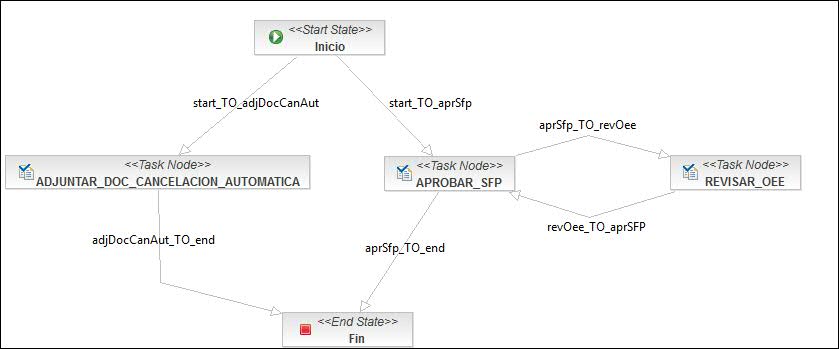 <<Start State>>
Inicio
start_TO_adjDocCanAut
start_TO_aprSfp
aprSfp_TO_revOee
<<Task Node>>
ADJUNTAR_DOC_CANCELACION_AUTOMATICA
<<Task Node>>
APROBAR_SFP
<<Task Node>>
REVISAR_OEE
revOee_TO_aprSFP
adjDocCanAut_TO_end
aprSfp_TO_end
<<End State>>
Fin